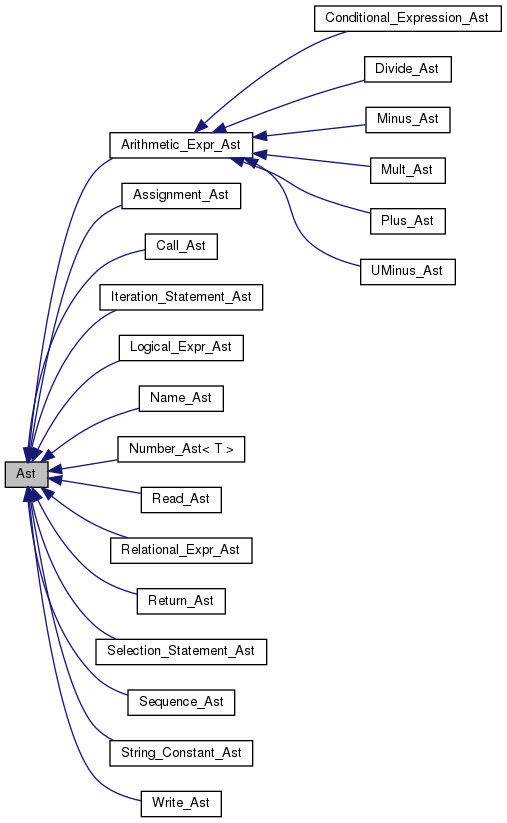 Conditional_Expression_Ast
Divide_Ast
Minus_Ast
Arithmetic_Expr_Ast
Mult_Ast
Assignment_Ast
Plus_Ast
Call_Ast
UMinus_Ast
Iteration_Statement_Ast
Logical_Expr_Ast
Name_Ast
Number_Ast< T >
Ast
Read_Ast
Relational_Expr_Ast
Return_Ast
Selection_Statement_Ast
Sequence_Ast
String_Constant_Ast
Write_Ast